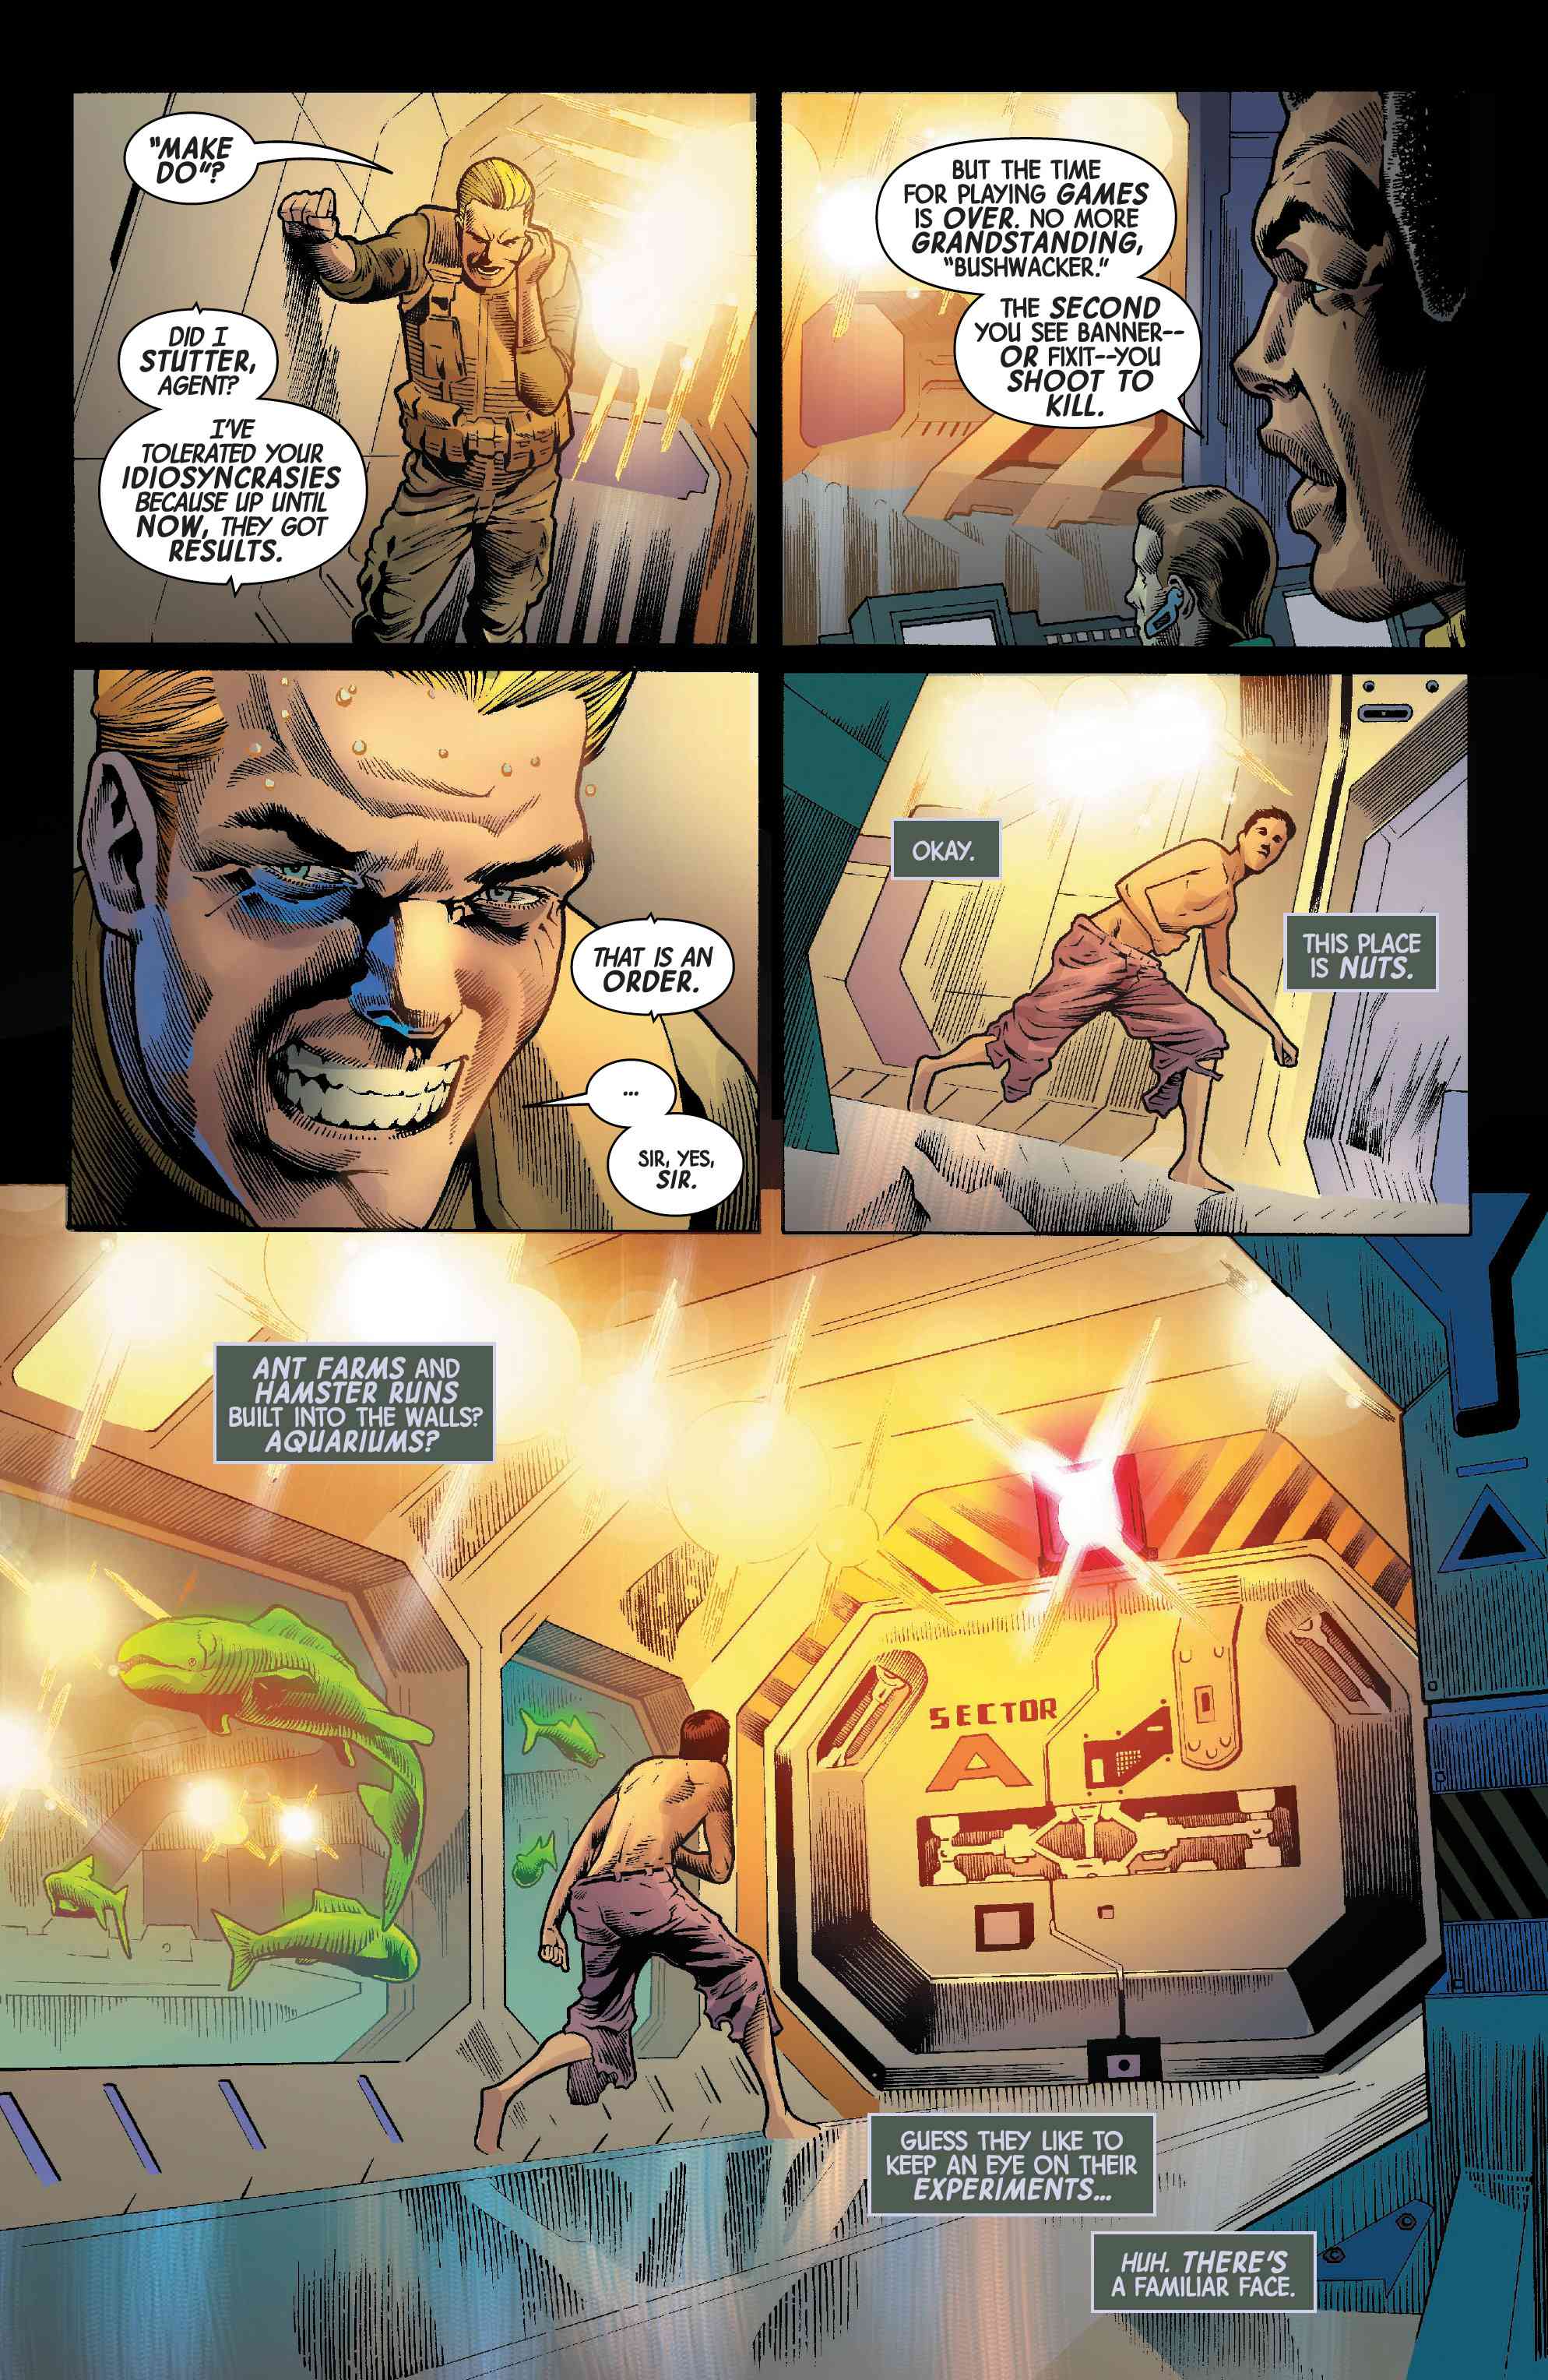 "MAKE
DO"?
DID I
STUTTER,
AGENT?
I'VE
TOLERATED YOUR
IDIOSYNCRASIES
BECAUSE UP UNTIL
NOW, THEY GOT
RESULTS.
BUT THE TIME
FOR PLAYING GAMES
IS OVER. NO MORE
GRANDSTANDING,
"BUSHWACKER."
THE SECOND
YOU SEE BANNER--
OR FIXIT--YOU
SHOOT TO
KILL.
THAT IS AN
ORDER.
...
SIR, YES,
SIR.
OKAY.
THIS PLACE
IS NUTS.
ANT FARMS AND
HAMSTER RUNS
BUILT INTO THE WALLS?
AQUARIUMS?
SECTOR
A
GUESS THEY LIKE TO
KEEP AN EYE ON THEIR
EXPERIMENTS...
HUH. THERE'S
A FAMILIAR FACE.